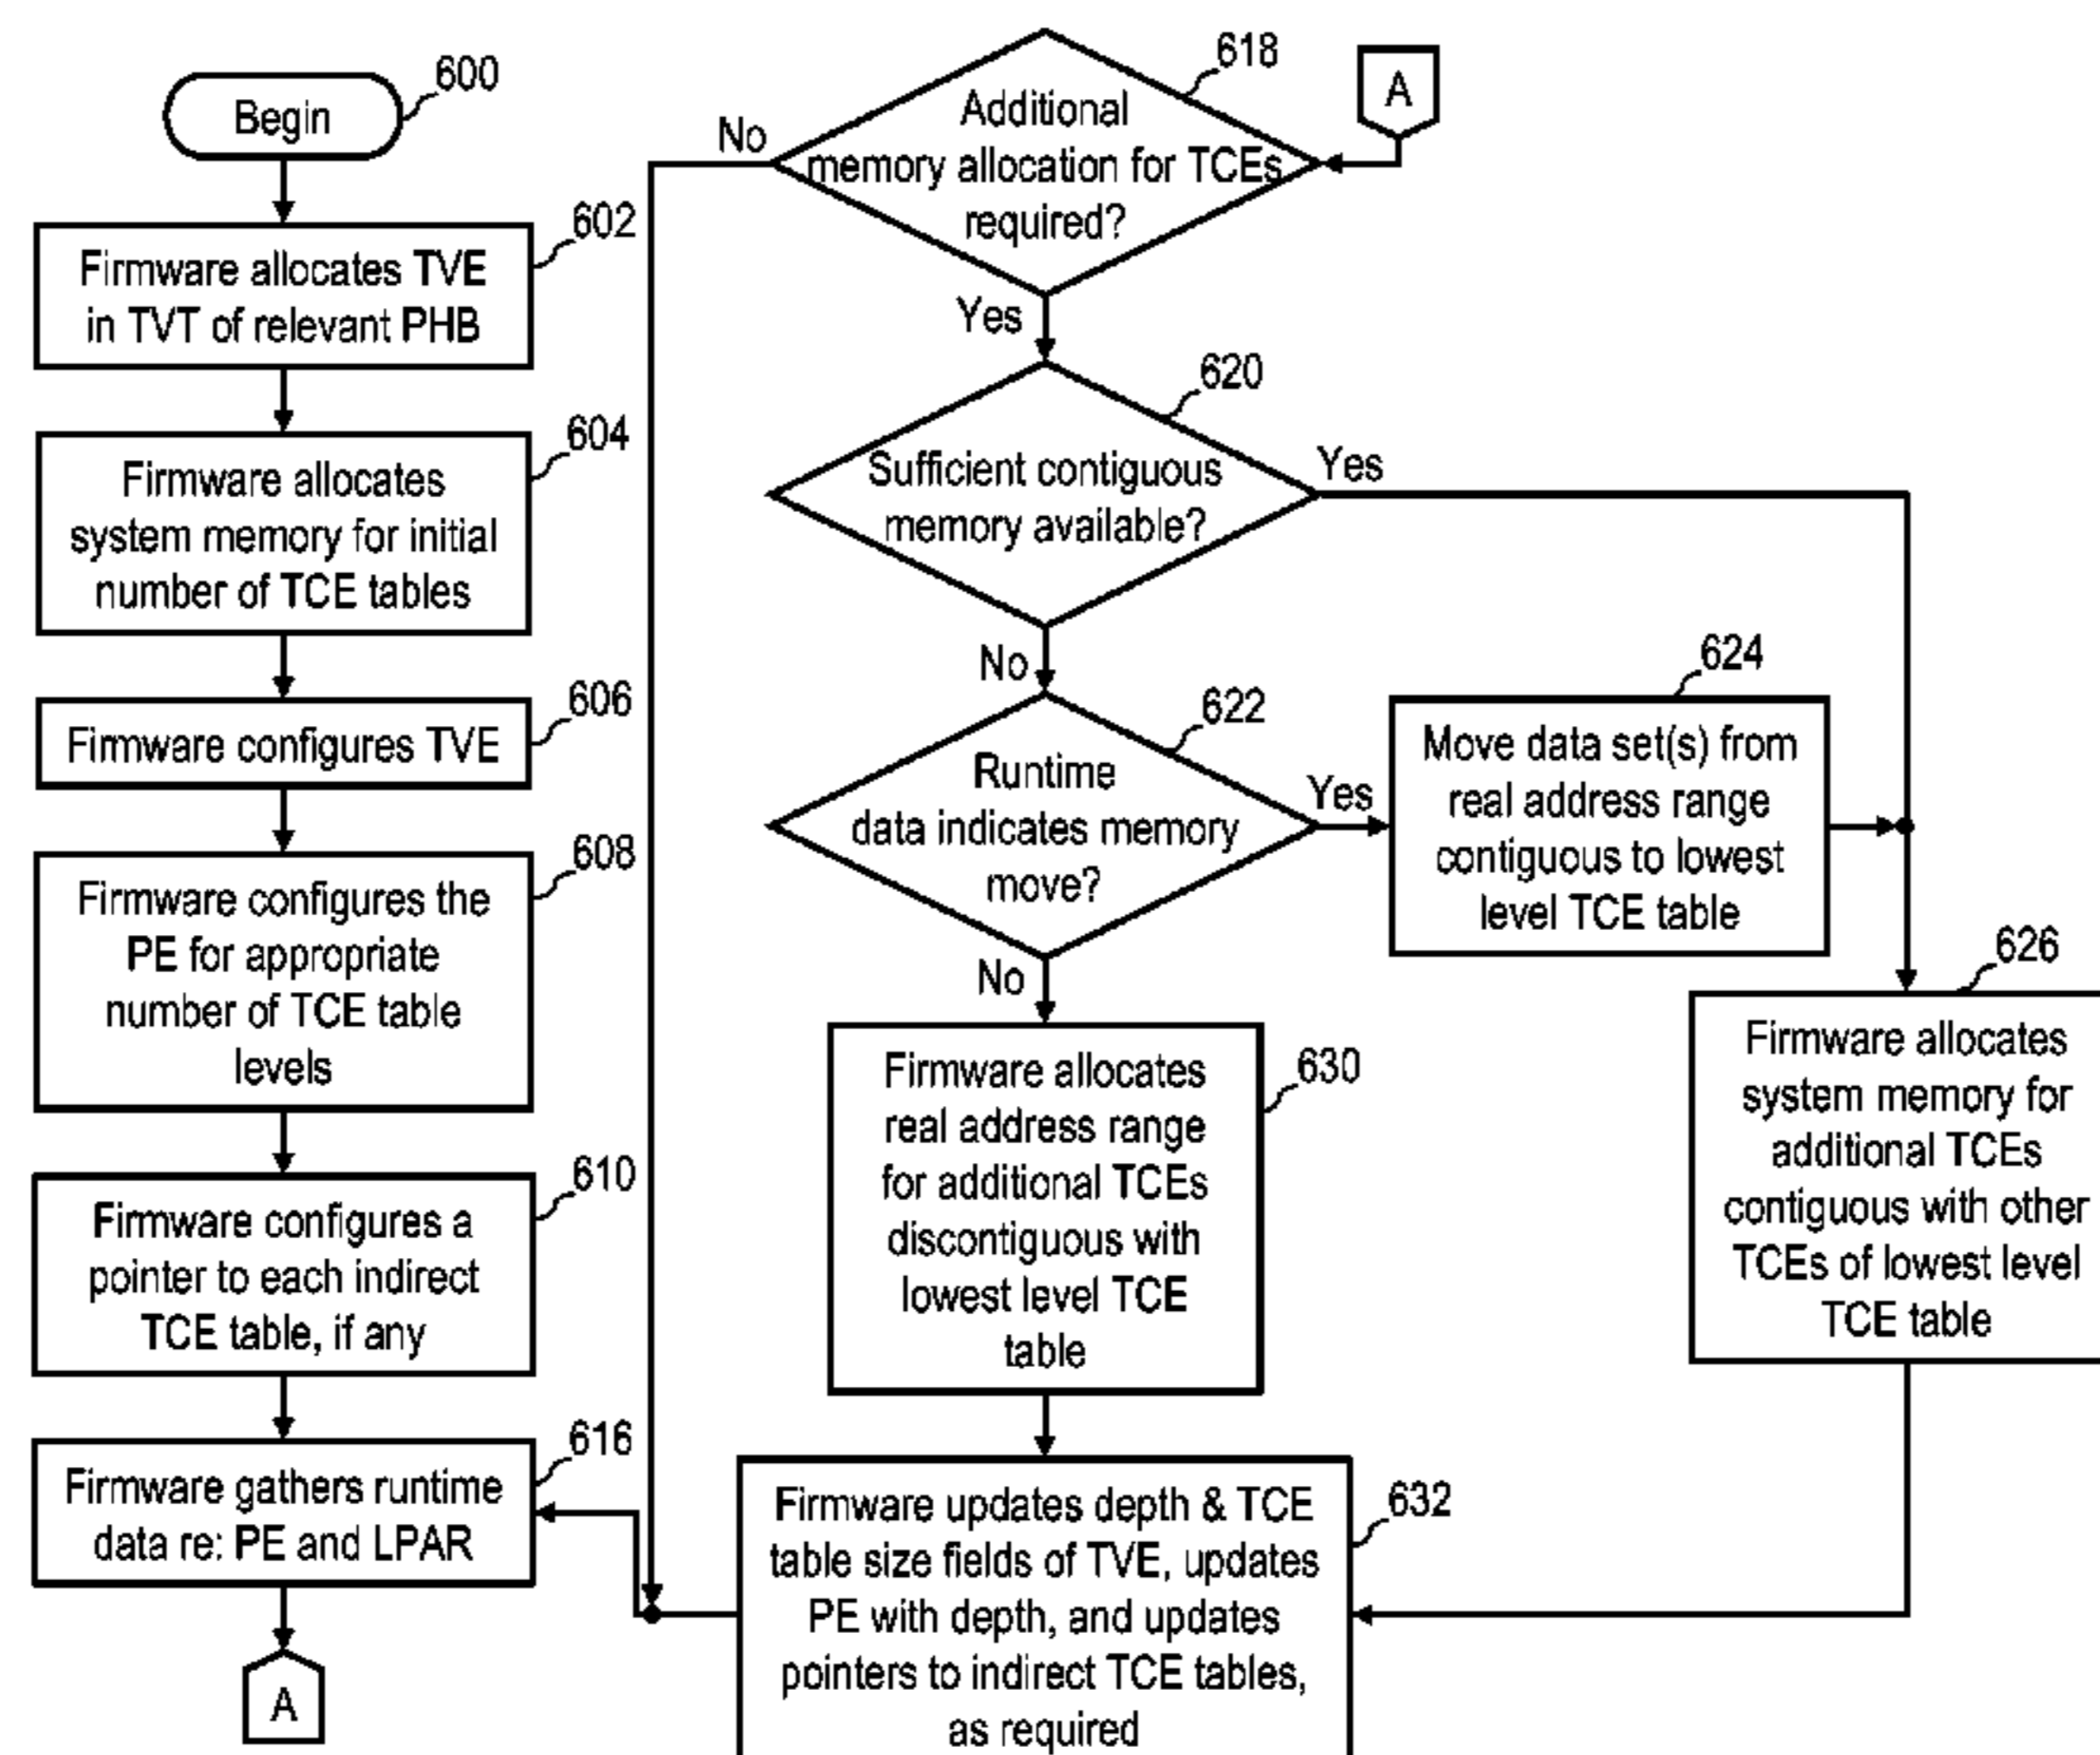 600
Begin
602
Firmware allocates TVE
in TVT of relevant PHB
604
Firmware allocates
system memory for initial
number of TCE tables
606
Firmware configures TVE
608
Firmware configures the
PE for appropriate
number of TCE table
levels
610
Firmware configures a
pointer to each indirect
TCE table, if any
616
Firmware gathers runtime
data re: PE and LPAR
A
A
618
Additional
memory allocation for TCEs
required?
No
Yes
620
Sufficient contiguous
memory available?
Yes
No
622
Runtime
data indicates memory
move?
Yes
No
624
Move data set(s) from
real address range
contiguous to lowest
level TCE table
626
Firmware allocates
system memory for
additional TCEs
contiguous with other
TCEs of lowest level
TCE table
630
Firmware allocates
real address range
for additional TCEs
discontiguous with
lowest level TCE
table
632
Firmware updates depth & TCE
table size fields of TVE, updates
PE with depth, and updates
pointers to indirect TCE tables,
as required